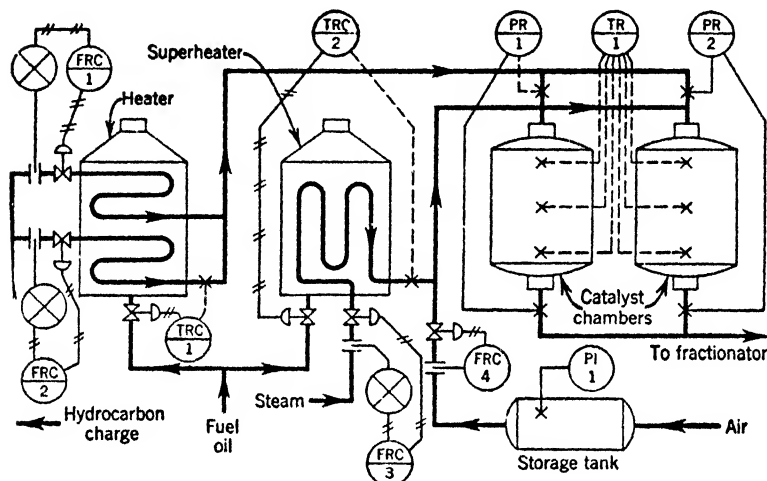 FRC
1
TRC
2
PR
1
TR
1
PR
2
Superheater
Heater
Catalyst
chambers
To fractionator
TRC
1
FRC
2
FRC
4
PI
1
Hydrocarbon
charge
Fuel
oil
Steam
FRC
3
Air
Storage tank